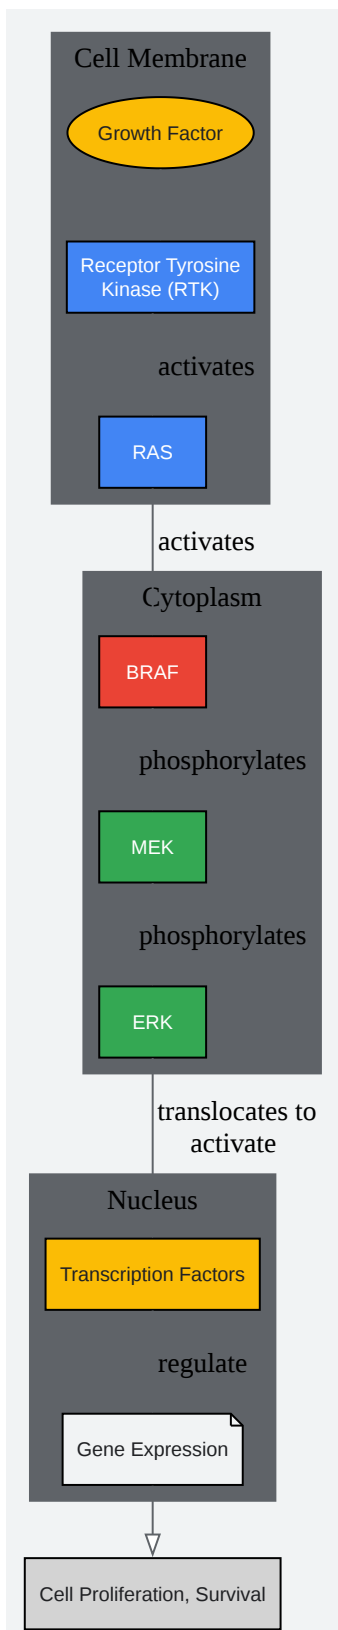 Cell Membrane
Growth Factor
Receptor Tyrosine
Kinase (RTK)
activates
RAS
activates
Cytoplasm
BRAF
phosphorylates
MEK
phosphorylates
ERK
translocates to
activate
Nucleus
Transcription Factors
regulate
Gene Expression
Cell Proliferation, Survival